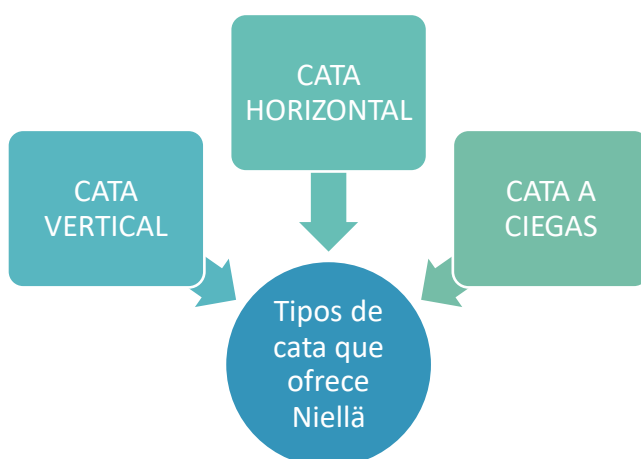 CATA
HORIZONTAL
CATA
VERTICAL
CATA A
CIEGAS
Tipos de
cata que
ofrece
Niellä